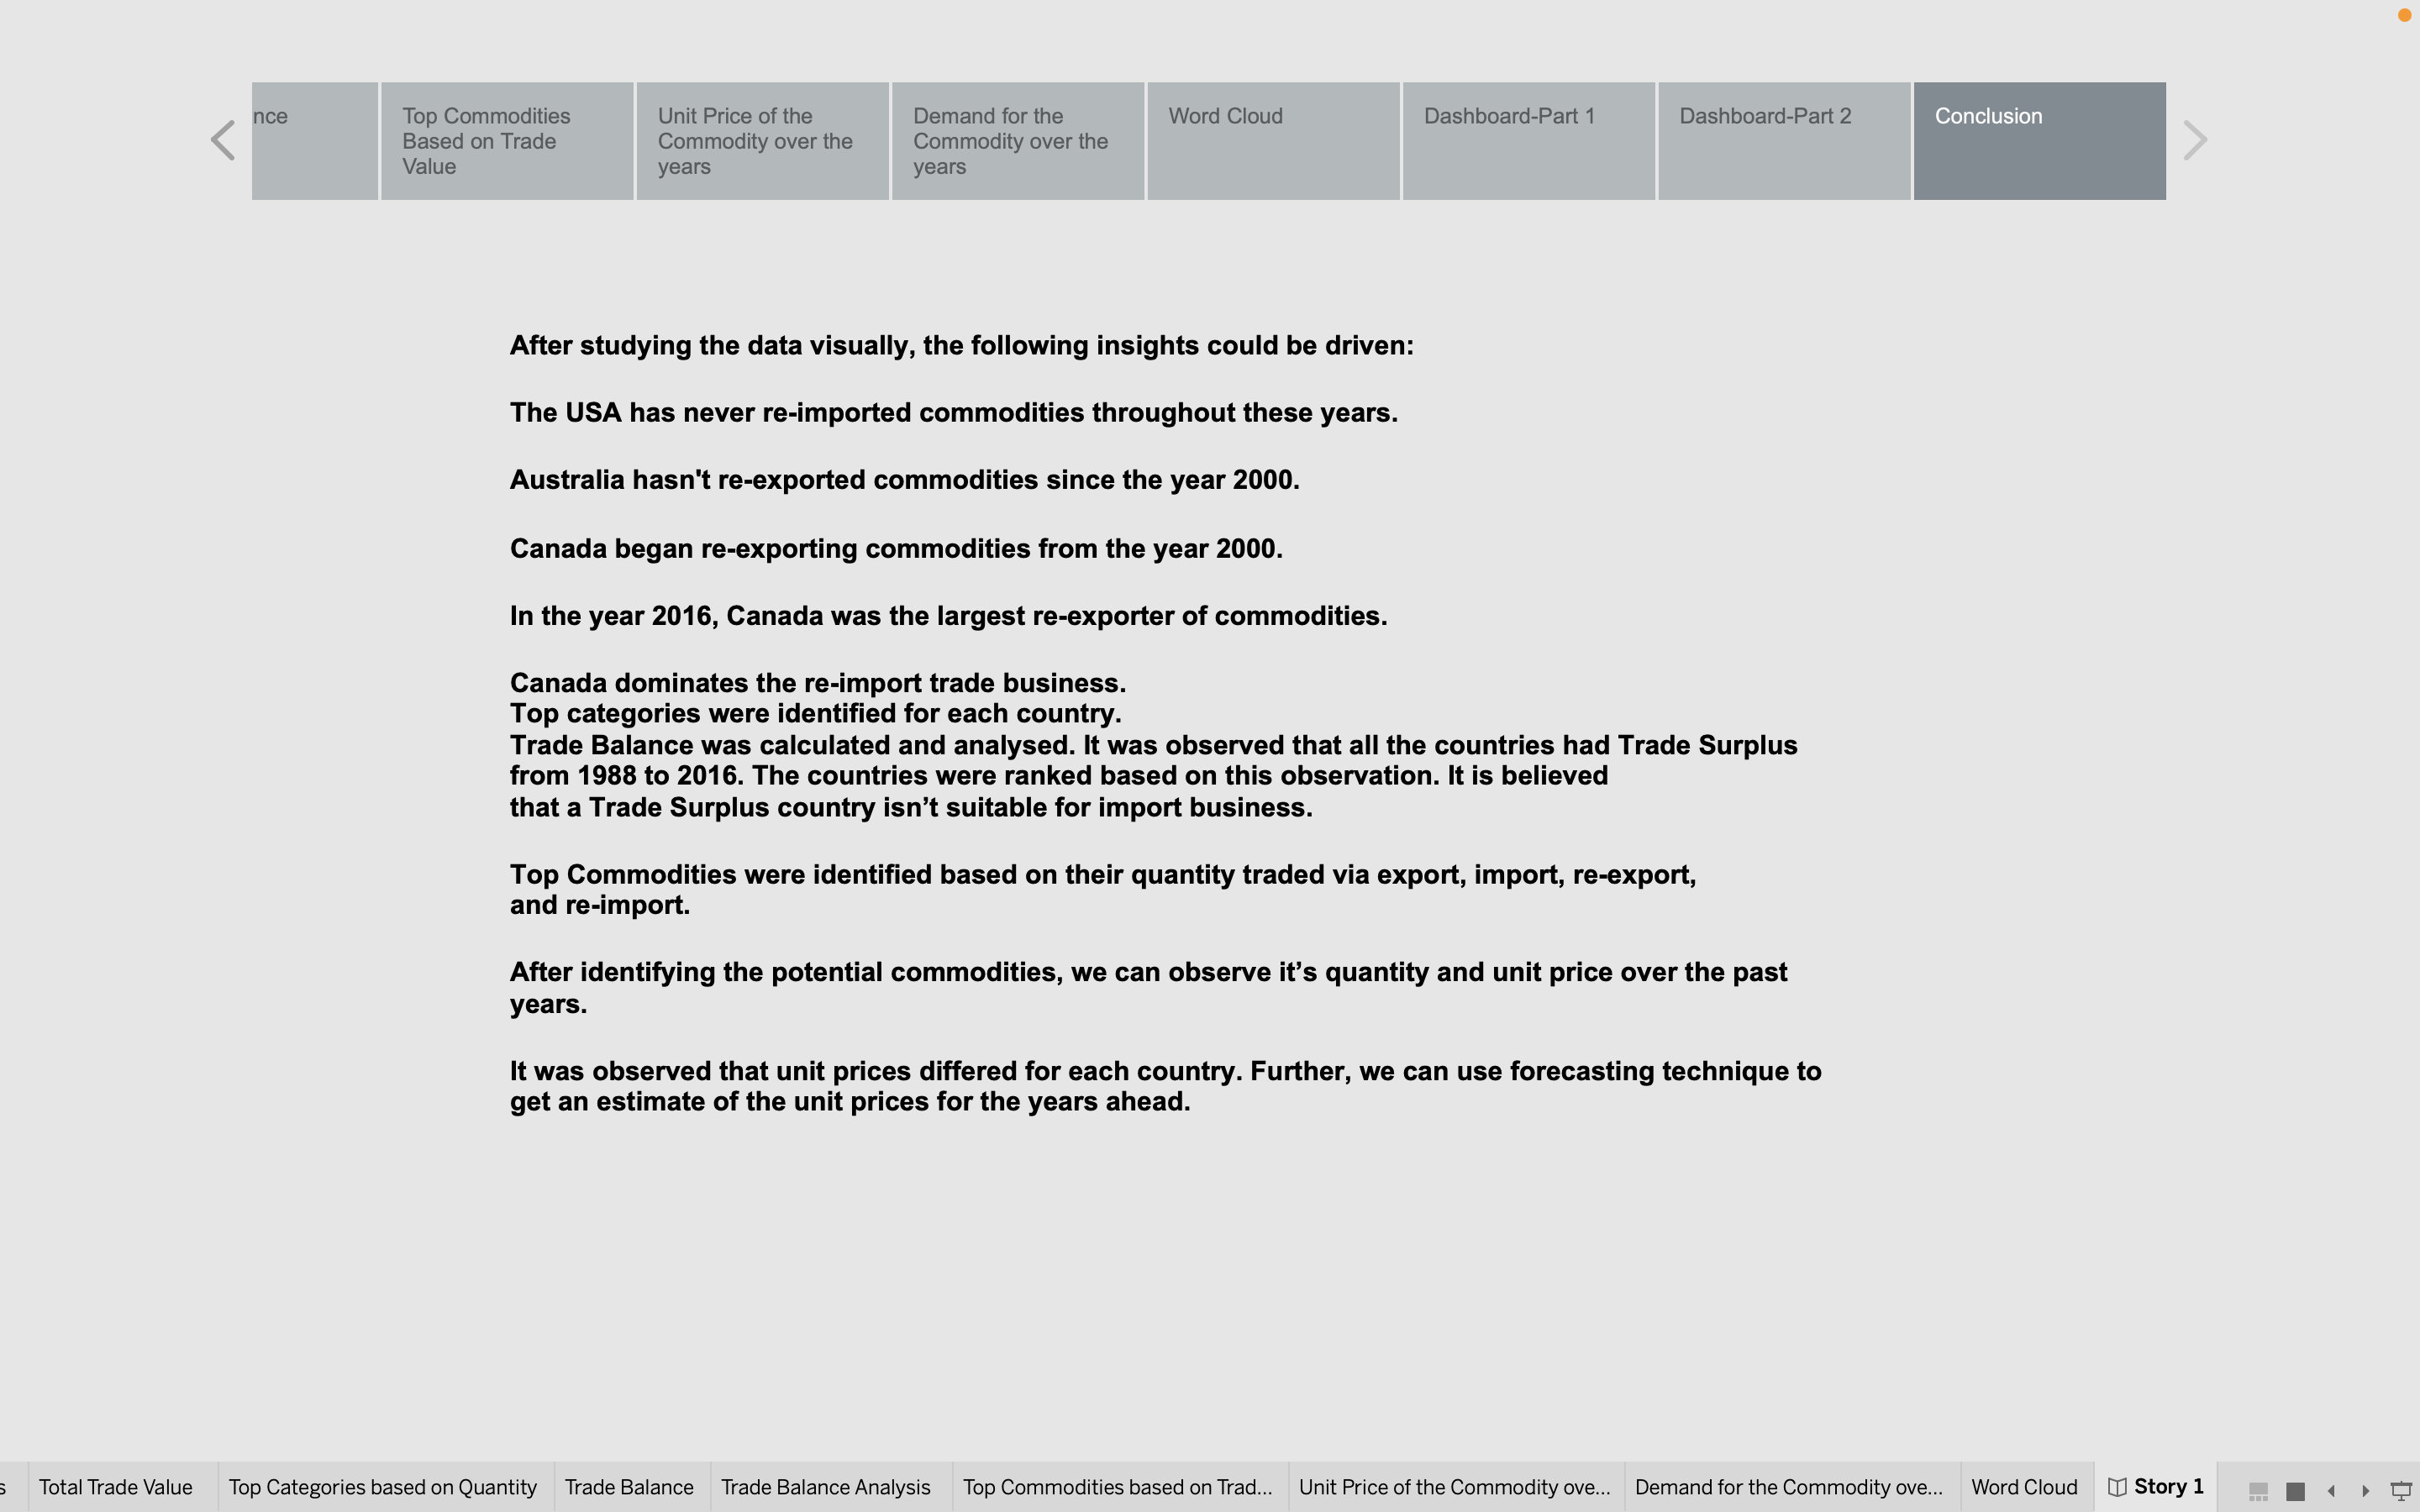 nce
Top Commodities
Based on Trade
Value
Unit Price of the
Commodity over the
years
Demand for the
Commodity over the
years
Word Cloud
Dashboard-Part 1
Dashboard-Part 2
Conclusion
After studying the data visually, the following insights could be driven:
The USA has never re-imported commodities throughout these years.
Australia hasn't re-exported commodities since the year 2000.
Canada began re-exporting commodities from the year 2000.
In the year 2016, Canada was the largest re-exporter of commodities.
Canada dominates the re-import trade business.
Top categories were identified for each country.
Trade Balance was calculated and analysed. It was observed that all the countries had Trade Surplus
from 1988 to 2016. The countries were ranked based on this observation. It is believed
that a Trade Surplus country isn’t suitable for import business.
Top Commodities were identified based on their quantity traded via export, import, re-export,
and re-import.
After identifying the potential commodities, we can observe it’s quantity and unit price over the past
years.
It was observed that unit prices differed for each country. Further, we can use forecasting technique to
get an estimate of the unit prices for the years ahead.
s
Total Trade Value
Top Categories based on Quantity
Trade Balance
Trade Balance Analysis
Top Commodities based on Trad...
Unit Price of the Commodity ove...
Demand for the Commodity ove...
Word Cloud
Story 1